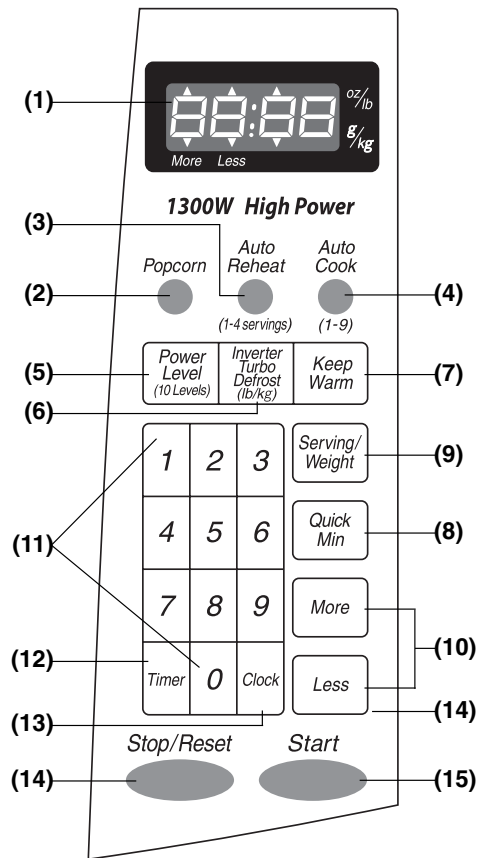 (1)
88:88
oz/lb
g/kg
More Less
1300W High Power
(3)
Popcorn
Auto
Reheat
Auto
Cook
(2)
(4)
(1-4 servings)
(1-9)
(5)
Power
Level
(10 Levels)
Inverter
Turbo
Defrost
(lb/kg)
Keep
Warm
(7)
(6)
1 2 3
Serving/
Weight
(9)
4 5 6
Quick
Min
(8)
(11)
7 8 9
More
(10)
(12)
Timer 0 Clock
Less
(13)
(14)
Stop/Reset
Start
(14)
(15)